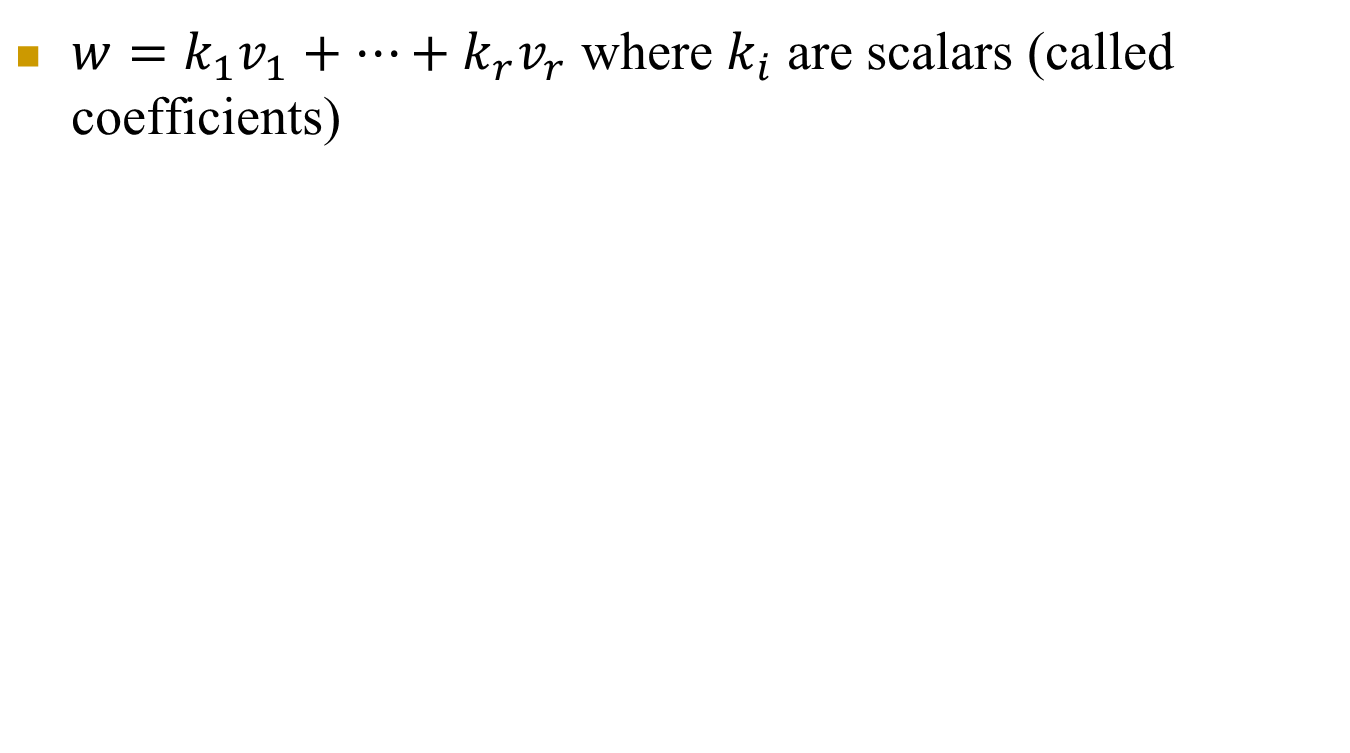 ■ 𝑤 = 𝑘₁𝑣₁ + ⋯ + 𝑘ᵣ𝑣ᵣ where 𝑘ᵢ are scalars (called
coefficients)